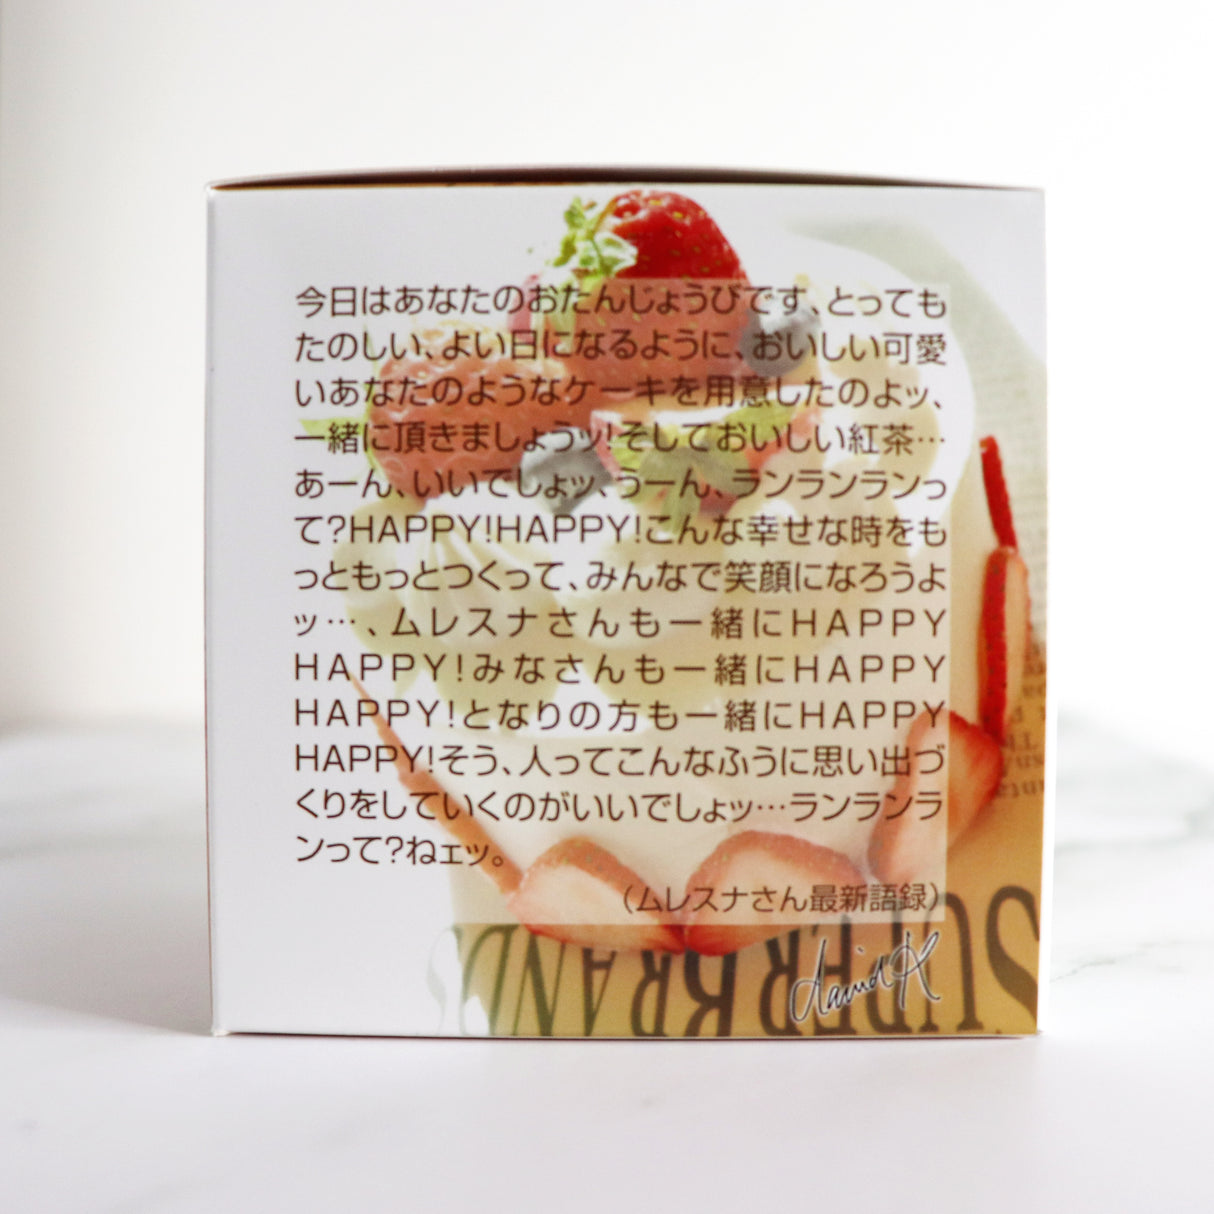 今日はあなたのおたんじょうびです、とっても
たのしい、よい日になるように、おいしい可愛
いあなたのようなケーキを用意したのよッ、
一緒に頂きましょうッ!そしておいしい紅茶…
あーん、いいでしょッ、うーん、ランランランっ
て?HAPPY!HAPPY!こんな幸せな時をも
っともっとつくって、みんなで笑顔になろうよ
ッ…、ムレスナさんも一緒にHAPPY
HAPPY!みなさんも一緒にHAPPY
HAPPY!となりの方も一緒にHAPPY
HAPPY!そう、人ってこんなふうに思い出づ
くりをしていくのがいいでしょッ…ランランラ
ンって?ねェッ。
(ムレスナさん最新語録)
david K
SUPER BRANDS